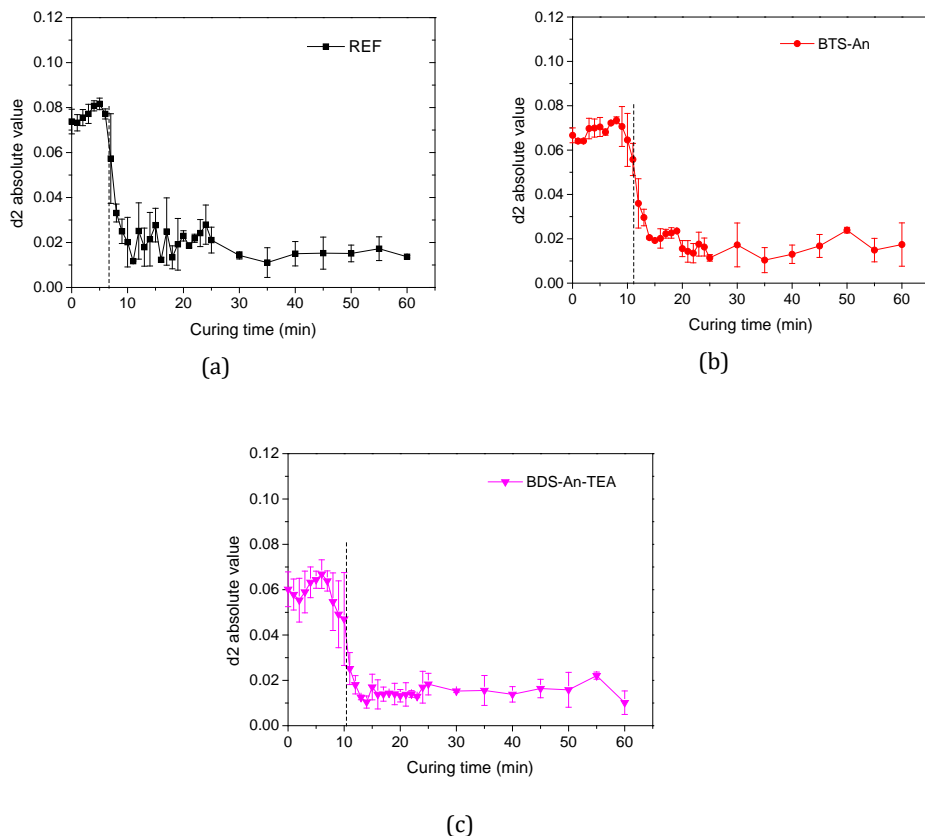 REF
0.12
0.10
0.08
0.06
0.04
0.02
0.00
d2 absolute value
0 10 20 30 40 50 60
Curing time (min)
(a)
BTS-An
0.12
0.10
0.08
0.06
0.04
0.02
0.00
d2 absolute value
0 10 20 30 40 50 60
Curing time (min)
(b)
BDS-An-TEA
0.12
0.10
0.08
0.06
0.04
0.02
0.00
d2 absolute value
0 10 20 30 40 50 60
Curing time (min)
(c)